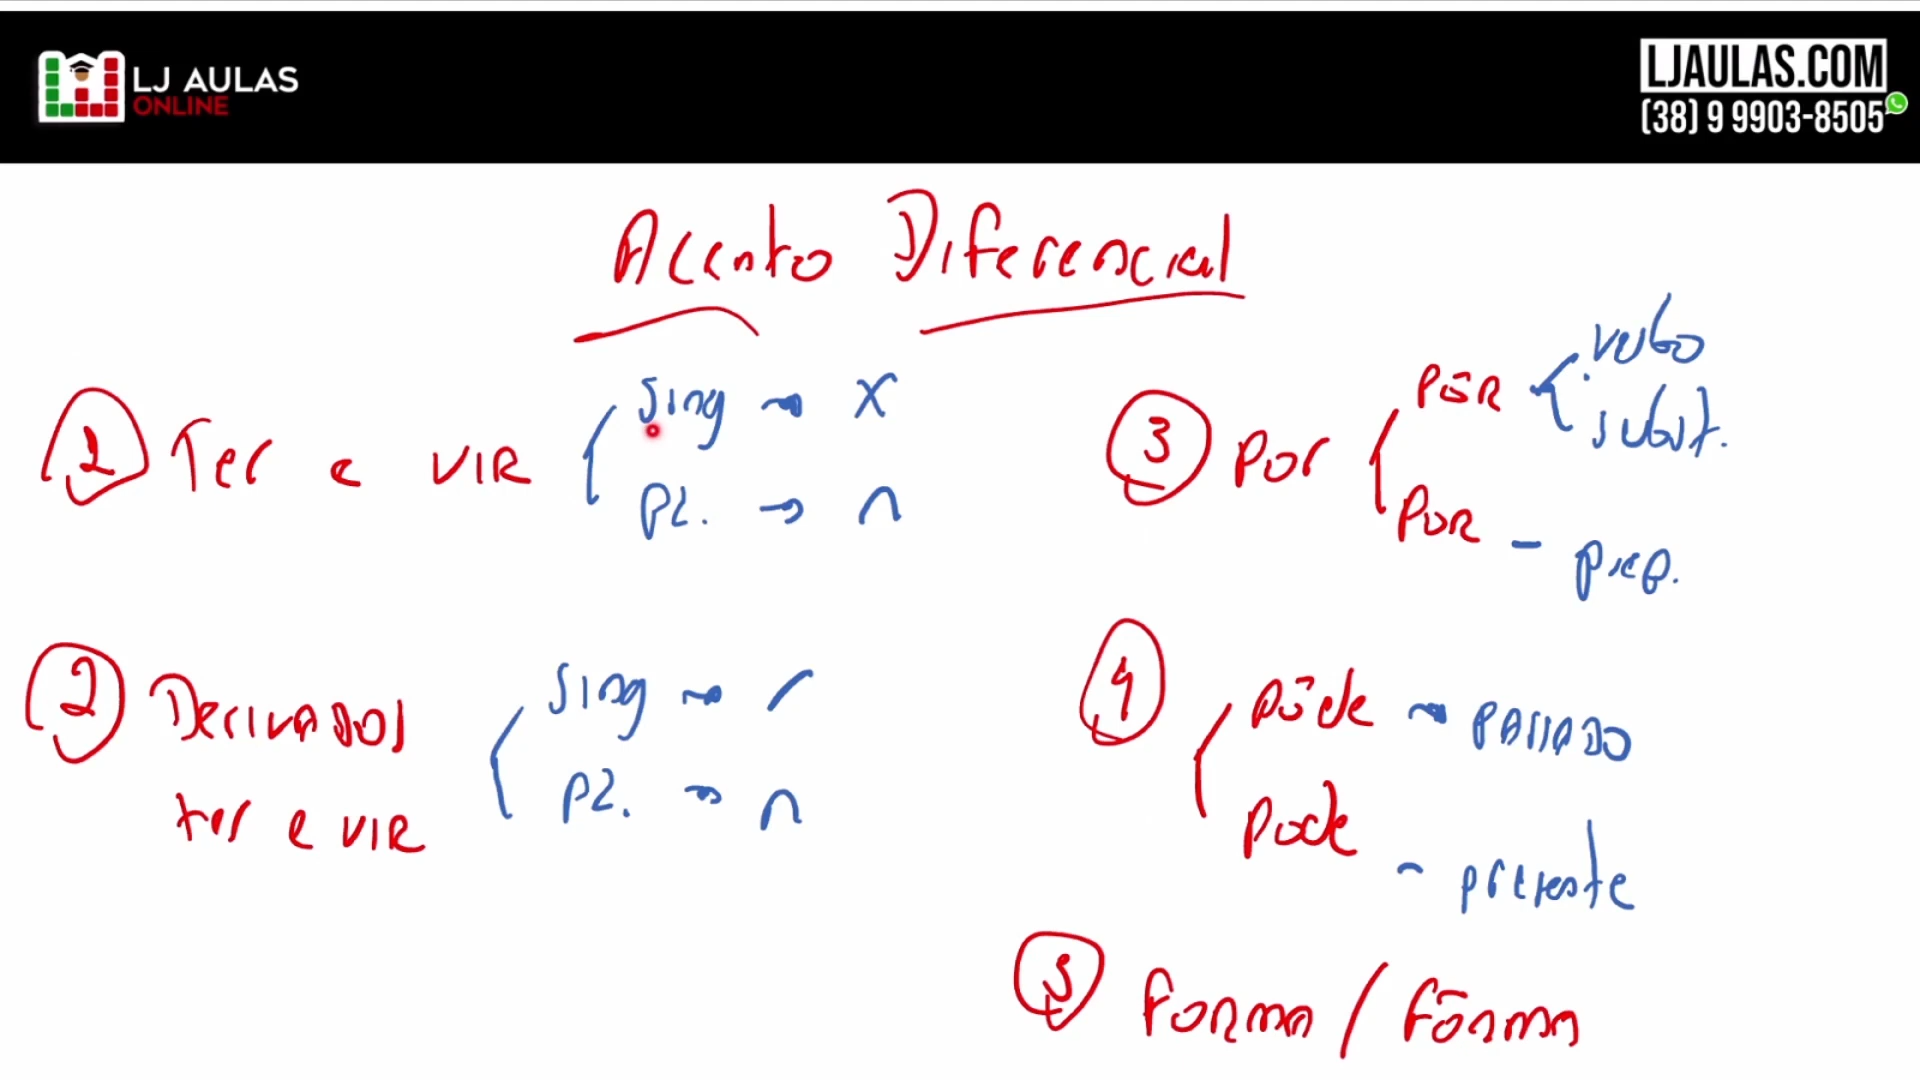 LJ AULAS
ONLINE
LJAULAS.COM
(38) 9 9903-8505
Acento Diferencial
1 Ter e VIR
Sing → X
PL. → ^
2 DERIVADOS
ter e VIR
Sing → ´
PL. → ^
3 Por
PÔR
verbo
subst.
POR - prep.
4
pôde → PASSADO
pode - presente
5 Forma / Fôrma